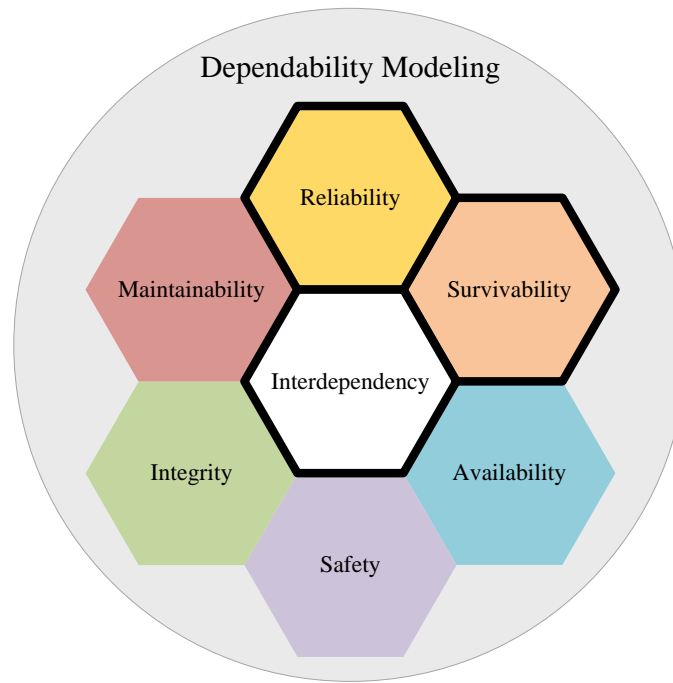 Dependability Modeling
Reliability
Maintainability
Survivability
Interdependency
Integrity
Availability
Safety